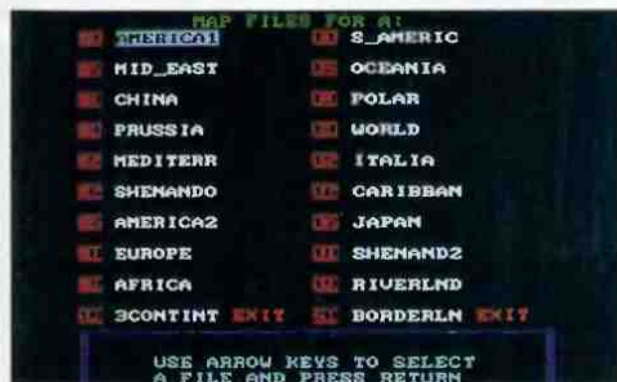 MAP FILES FOR A:
AMERICA1 S_AMERIC
MID_EAST OCEANIA
CHINA POLAR
PRUSSIA WORLD
MEDITERR ITALIA
SHENANDO CARIBBAN
AMERICA2 JAPAN
EUROPE SHENAND2
AFRICA RIVERLND
3CONTINT EXIT BORDERLN EXIT
USE ARROW KEYS TO SELECT
A FILE AND PRESS RETURN